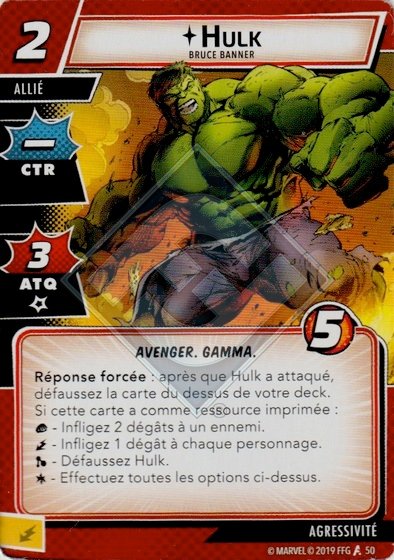 2
HULK
BRUCE BANNER
ALLIÉ
—
CTR
3
ATQ
5
AVENGER. GAMMA.
Réponse forcée : après que Hulk a attaqué,
défaussez la carte du dessus de votre deck.
Si cette carte a comme ressource imprimée :
- Infligez 2 dégâts à un ennemi.
- Infligez 1 dégât à chaque personnage.
- Défaussez Hulk.
- Effectuez toutes les options ci-dessus.
AGRESSIVITÉ
© MARVEL © 2019 FFG 50